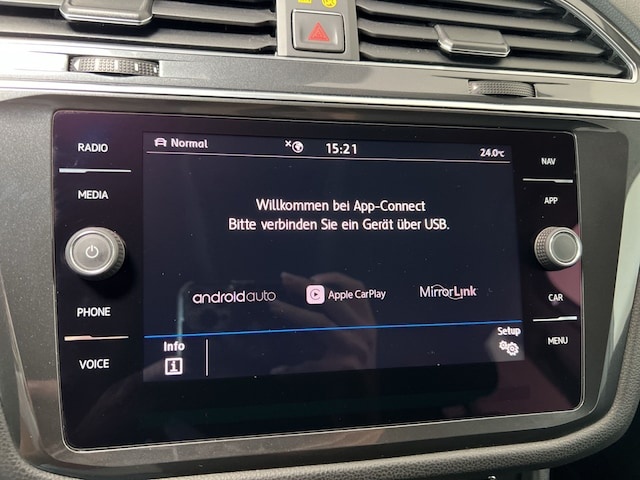 RADIO
MEDIA
PHONE
VOICE
Normal
15:21
24.0°C
Willkommen bei App-Connect
Bitte verbinden Sie ein Gerät über USB.
androidauto
Apple CarPlay
MirrorLink
Info
Setup
NAV
APP
CAR
MENU